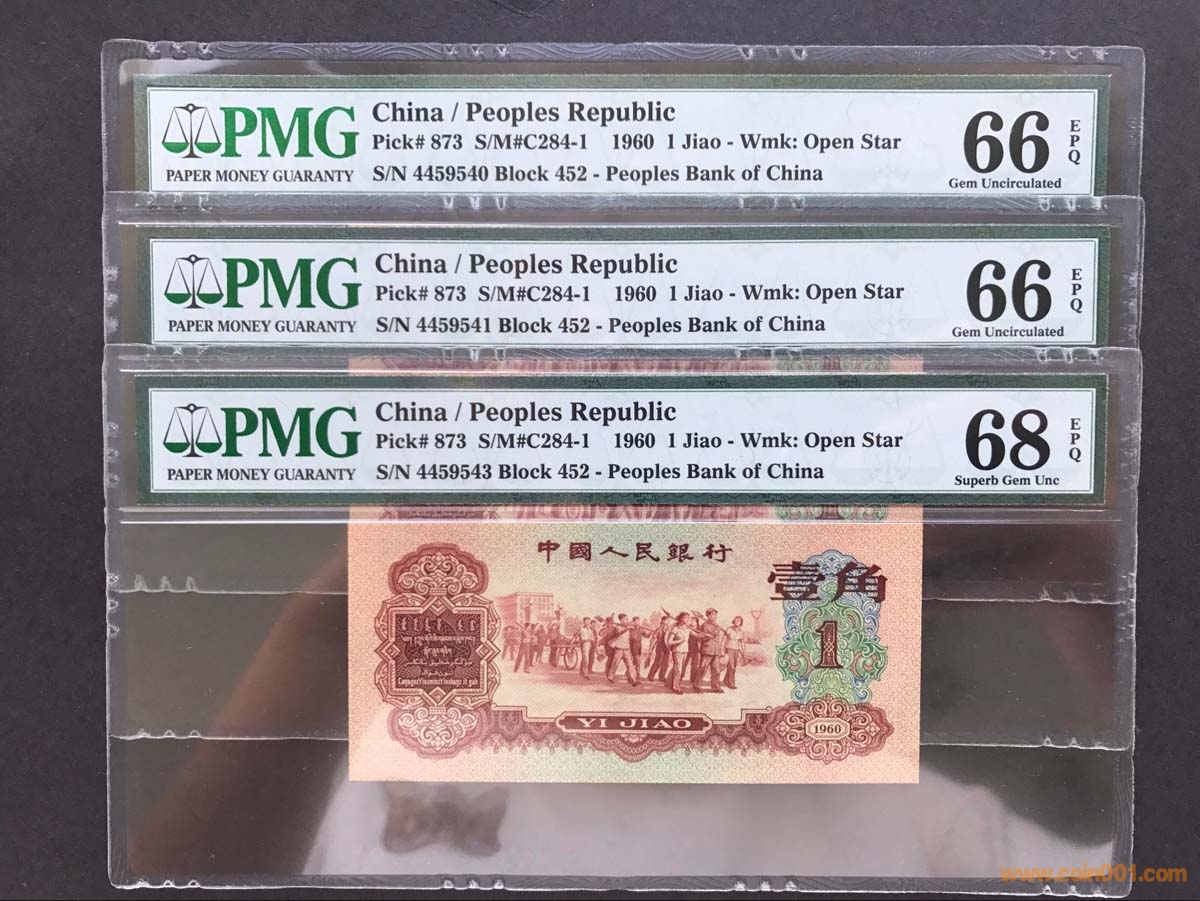 PMG
PAPER MONEY GUARANTY
China / Peoples Republic
Pick# 873 S/M#C284-1 1960 1 Jiao - Wmk: Open Star
S/N 4459540 Block 452 - Peoples Bank of China
66
EPQ
Gem Uncirculated
PMG
PAPER MONEY GUARANTY
China / Peoples Republic
Pick# 873 S/M#C284-1 1960 1 Jiao - Wmk: Open Star
S/N 4459541 Block 452 - Peoples Bank of China
66
EPQ
Gem Uncirculated
PMG
PAPER MONEY GUARANTY
China / Peoples Republic
Pick# 873 S/M#C284-1 1960 1 Jiao - Wmk: Open Star
S/N 4459543 Block 452 - Peoples Bank of China
68
EPQ
Superb Gem Unc
中國人民銀行
壹角
1
YI JIAO
1960
www.coin001.com